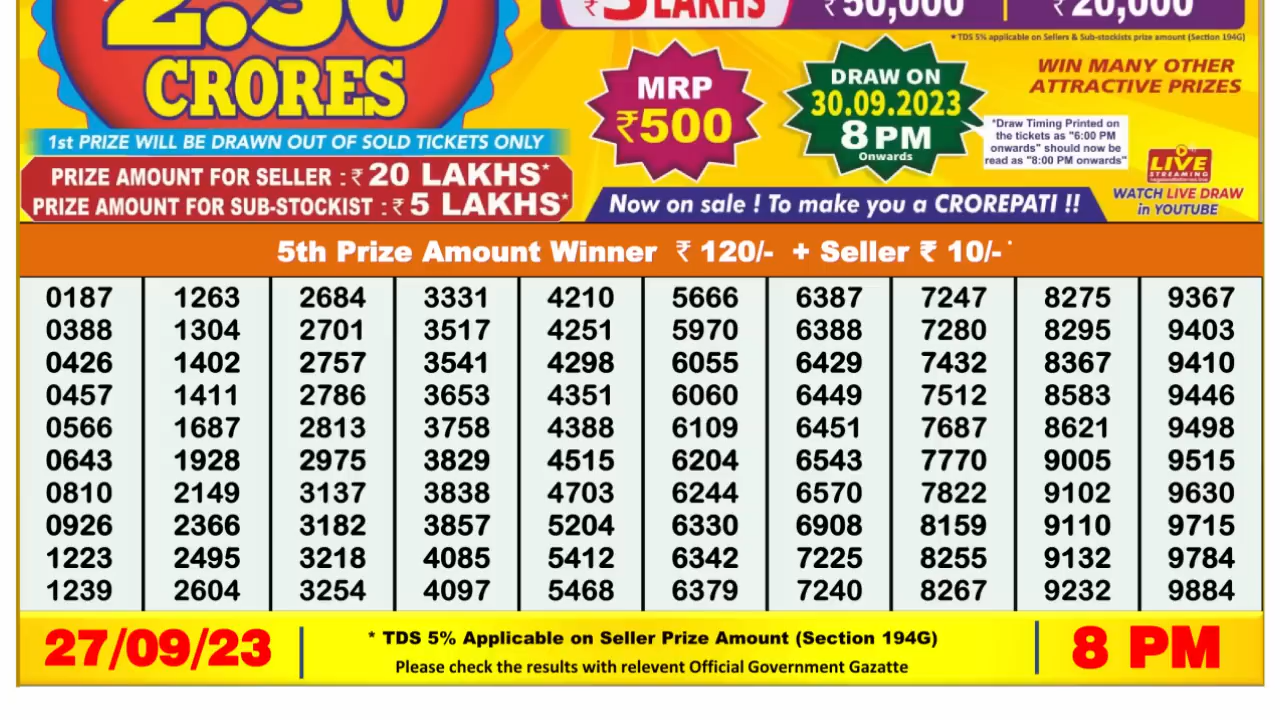 2.50
CRORES
1st PRIZE WILL BE DRAWN OUT OF SOLD TICKETS ONLY
PRIZE AMOUNT FOR SELLER : ₹ 20 LAKHS*
PRIZE AMOUNT FOR SUB-STOCKIST : ₹ 5 LAKHS*
₹ 5 LAKHS
₹ 50,000
₹ 20,000
* TDS 5% applicable on Sellers & Sub-stockists prize amount (Section 194G)
MRP
₹500
DRAW ON
30.09.2023
8 PM
Onwards
WIN MANY OTHER
ATTRACTIVE PRIZES
*Draw Timing Printed on
the tickets as "6:00 PM
onwards" should now be
read as "8:00 PM onwards"
LIVE
STREAMING
WATCH LIVE DRAW
in YOUTUBE
Now on sale ! To make you a CROREPATI !!
5th Prize Amount Winner ₹ 120/- + Seller ₹ 10/-*
0187 1263 2684 3331 4210 5666 6387 7247 8275 9367
0388 1304 2701 3517 4251 5970 6388 7280 8295 9403
0426 1402 2757 3541 4298 6055 6429 7432 8367 9410
0457 1411 2786 3653 4351 6060 6449 7512 8583 9446
0566 1687 2813 3758 4388 6109 6451 7687 8621 9498
0643 1928 2975 3829 4515 6204 6543 7770 9005 9515
0810 2149 3137 3838 4703 6244 6570 7822 9102 9630
0926 2366 3182 3857 5204 6330 6908 8159 9110 9715
1223 2495 3218 4085 5412 6342 7225 8255 9132 9784
1239 2604 3254 4097 5468 6379 7240 8267 9232 9884
27/09/23
* TDS 5% Applicable on Seller Prize Amount (Section 194G)
Please check the results with relevent Official Government Gazatte
8 PM